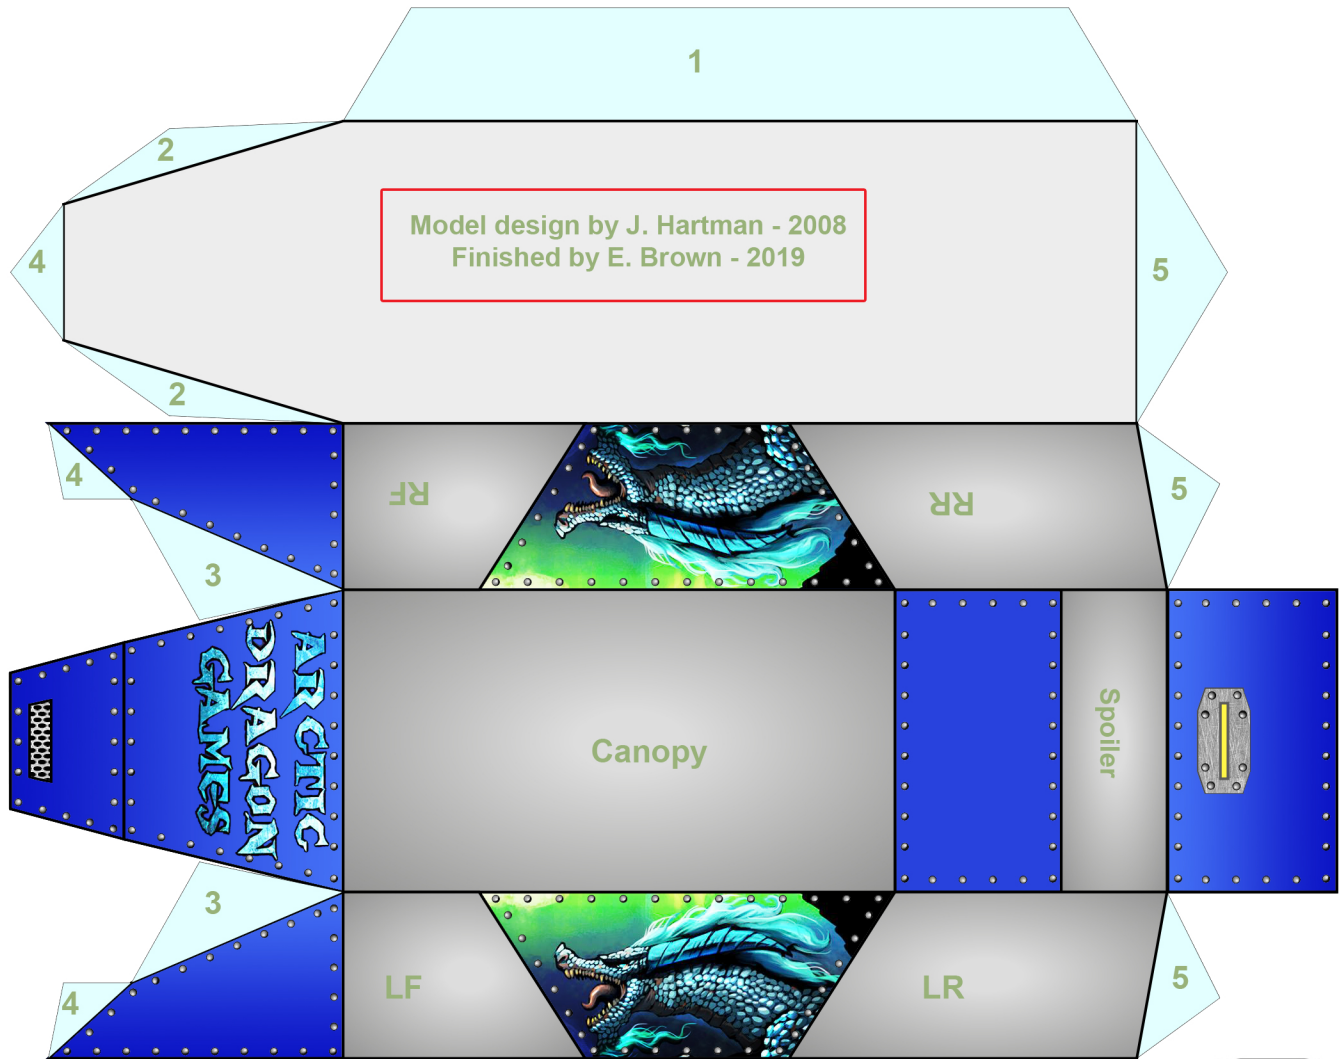 1
2
Model design by J. Hartman - 2008
Finished by E. Brown - 2019
4
5
2
4
RF
RR
5
3
ARCTIC
DRAGON
GAMES
Canopy
Spoiler
3
4
LF
LR
5